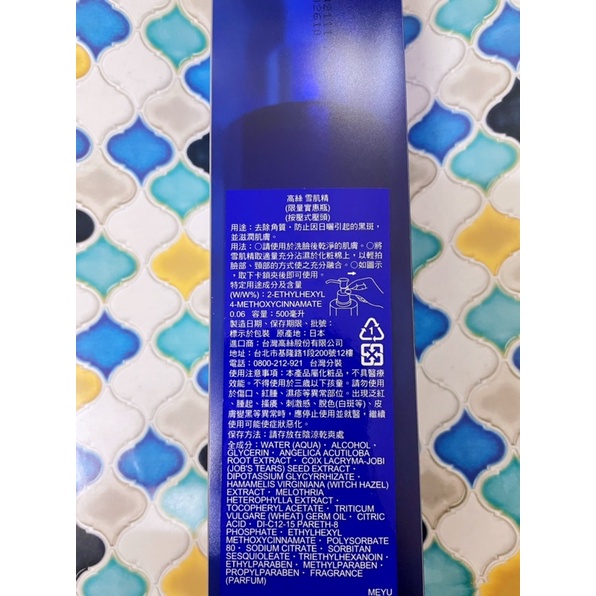 高絲 雪肌精
(限量實惠瓶)
(按壓式壓頭)
用途：去除角質，防止因日曬引起的黑斑，
並滋潤肌膚。
用法：○請使用於洗臉後乾淨的肌膚。○將
雪肌精取適量充分沾濕於化粧棉上，以輕拍
臉部、頸部的方式使之充分融合。○如圖示
，取下卡鎖夾後即可使用。
特定用途成分及含量
(W/W%)：2-ETHYLHEXYL
4-METHOXYCINNAMATE
0.06 容量：500毫升
製造日期、保存期限、批號：
標示於包裝 原產地：日本
進口商：台灣高絲股份有限公司
地址：台北市基隆路1段200號12樓
電話：0800-212-921 台灣分裝
使用注意事項：本產品屬化粧品，不具醫療
效能。不得使用於三歲以下孩童。請勿使用
於傷口、紅腫、濕疹等異常部位。出現泛紅
、腫起、搔癢、刺激感、脫色(白斑等)、皮
膚變黑等異常時，應停止使用並就醫，繼續
使用可能使症狀惡化。
保存方法：請存放在陰涼乾爽處
全成分：WATER (AQUA)・ALCOHOL・
GLYCERIN・ANGELICA ACUTILOBA
ROOT EXTRACT・COIX LACRYMA-JOBI
(JOB'S TEARS) SEED EXTRACT・
DIPOTASSIUM GLYCYRRHIZATE・
HAMAMELIS VIRGINIANA (WITCH HAZEL)
EXTRACT・MELOTHRIA
HETEROPHYLLA EXTRACT・
TOCOPHERYL ACETATE・TRITICUM
VULGARE (WHEAT) GERM OIL・CITRIC
ACID・DI-C12-15 PARETH-8
PHOSPHATE・ETHYLHEXYL
METHOXYCINNAMATE・POLYSORBATE
80・SODIUM CITRATE・SORBITAN
SESQUIOLEATE・TRIETHYLHEXANOIN・
ETHYLPARABEN・METHYLPARABEN・
PROPYLPARABEN・FRAGRANCE
(PARFUM)
MEYU